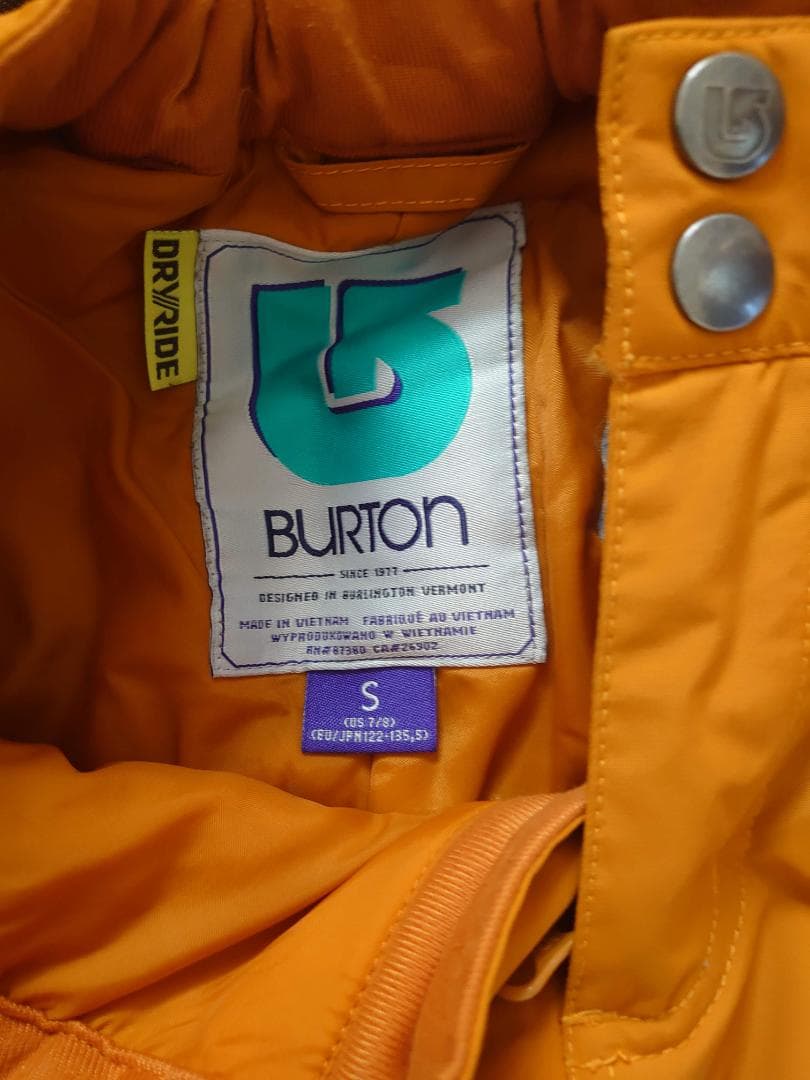 DRY//RIDE
BURTON
SINCE 1977
DESIGNED IN BURLINGTON VERMONT
MADE IN VIETNAM FABRIQUÉ AU VIETNAM
WYPRODUKOWANO W WIETNAMIE
RN#87380 CA#26902
S
(US 7/8)
(EU/JPN122-135,5)